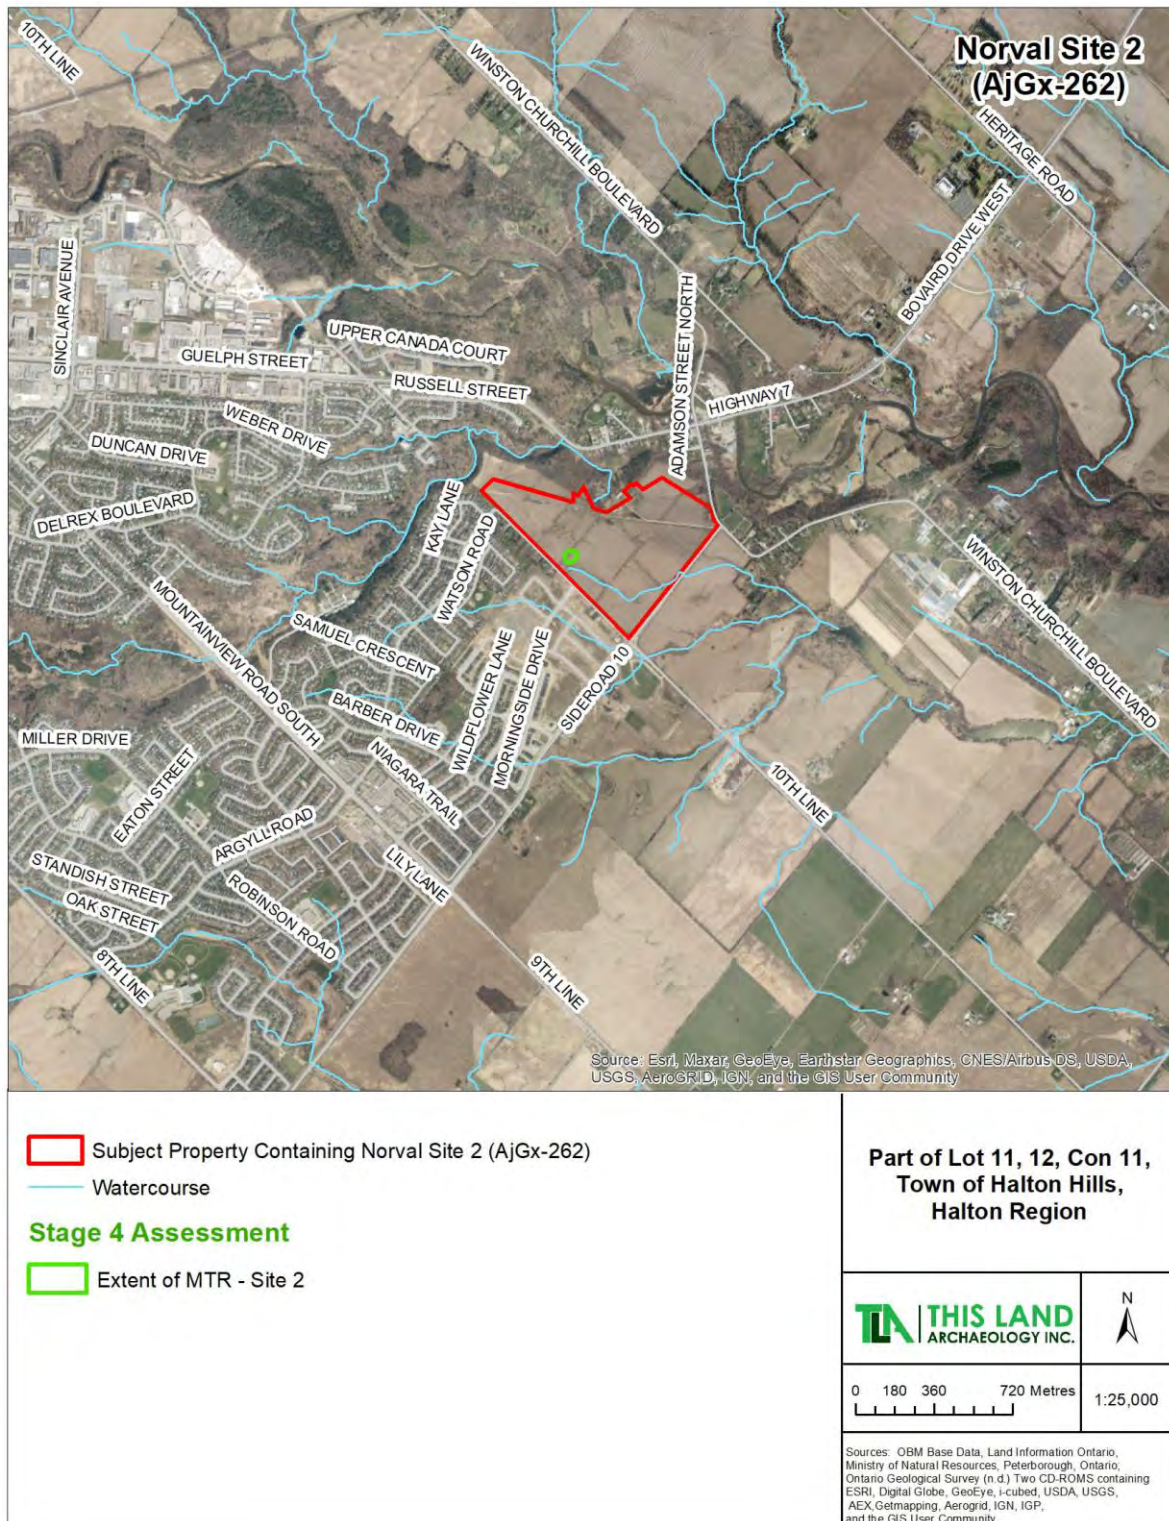 Norval Site 2
(AjGx-262)
10TH LINE
WINSTON CHURCHILL BOULEVARD
HERITAGE ROAD
BOVAIRD DRIVE WEST
SINCLAIR AVENUE
ADAMSON STREET NORTH
UPPER CANADA COURT
GUELPH STREET
RUSSELL STREET
HIGHWAY 7
WEBER DRIVE
DUNCAN DRIVE
DELREX BOULEVARD
KAY LANE
WATSON ROAD
MOUNTAINVIEW ROAD SOUTH
SAMUEL CRESCENT
WINSTON CHURCHILL BOULEVARD
WILDFLOWER LANE
MORNINGSIDE DRIVE
SIDEROAD 10
BARBER DRIVE
MILLER DRIVE
NIAGARA TRAIL
EATON STREET
10TH LINE
ARGYLL ROAD
LILY LANE
STANDISH STREET
OAK STREET
ROBINSON ROAD
8TH LINE
9TH LINE
Source: Esri, Maxar, GeoEye, Earthstar Geographics, CNES/Airbus DS, USDA,
USGS, AeroGRID, IGN, and the GIS User Community
Subject Property Containing Norval Site 2 (AjGx-262)
Watercourse
Stage 4 Assessment
Extent of MTR - Site 2
Part of Lot 11, 12, Con 11,
Town of Halton Hills,
Halton Region
TLA THIS LAND
ARCHAEOLOGY INC.
N
0 180 360 720 Metres
1:25,000
Sources: OBM Base Data, Land Information Ontario,
Ministry of Natural Resources, Peterborough, Ontario;
Ontario Geological Survey (n.d.) Two CD-ROMS containing
ESRI, Digital Globe, GeoEye, i-cubed, USDA, USGS,
AEX,Getmapping, Aerogrid, IGN, IGP,
and the GIS User Community